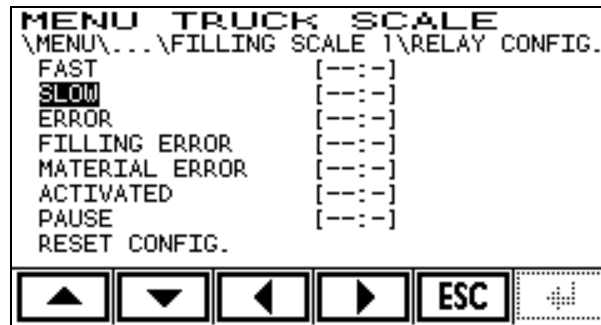 MENU TRUCK SCALE
\MENU\...\FILLING SCALE 1\RELAY CONFIG.
FAST [--:-]
SLOW [--:-]
ERROR [--:-]
FILLING ERROR [--:-]
MATERIAL ERROR [--:-]
ACTIVATED [--:-]
PAUSE [--:-]
RESET CONFIG.
ESC